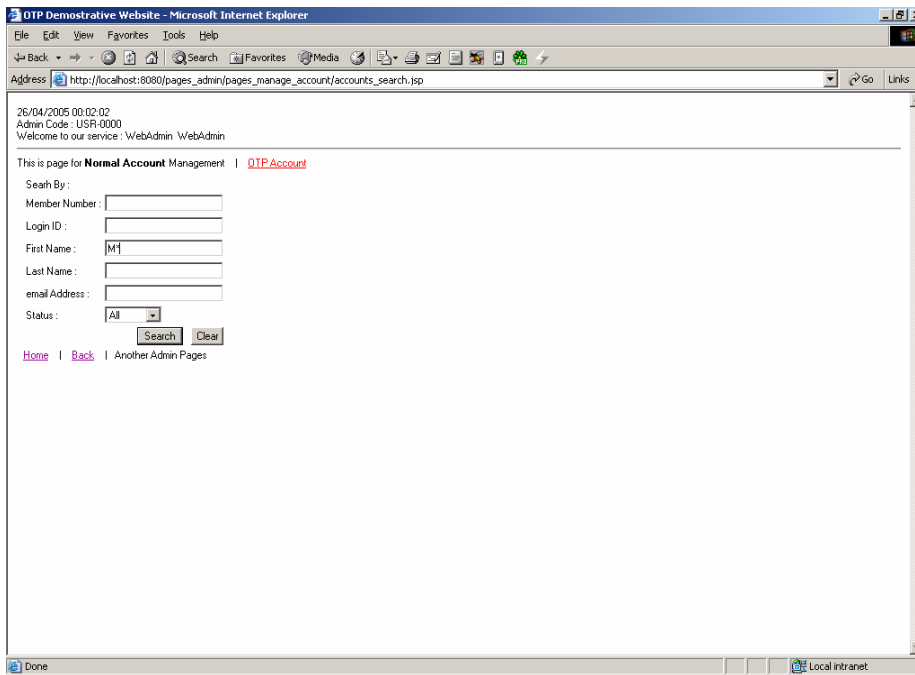 OTP Demostrative Website - Microsoft Internet Explorer
File Edit View Favorites Tools Help
Back Search Favorites Media
Address http://localhost:8080/pages_admin/pages_manage_account/accounts_search.jsp Go Links
26/04/2005 00:02:02
Admin Code : USR-0000
Welcome to our service : WebAdmin WebAdmin
This is page for Normal Account Management | OTP Account
Searh By :
Member Number :
Login ID :
First Name : M*
Last Name :
email Address :
Status : All
Search Clear
Home | Back | Another Admin Pages
Done Local intranet